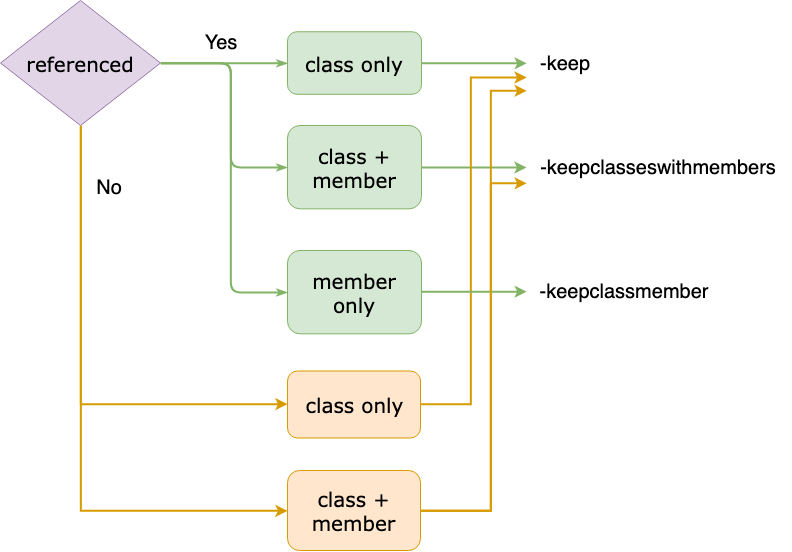 Yes
referenced
class only
-keep
class +
member
-keepclasseswithmembers
No
member
only
-keepclassmember
class only
class +
member